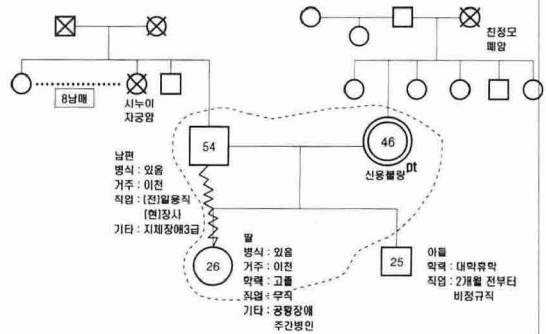 친정모
폐암
8남매
시누이
자궁암
54
46
pt
신용불량
남편
병식 : 있음
거주 : 이천
직업 : [전]일용직
[현]장사
기타 : 지체장애3급
26
딸
병식 : 있음
거주 : 이천
학력 : 고졸
직업 : 무직
기타 : 공황장애
주간병인
25
아들
학력 : 대학휴학
직업 : 2개월 전부터
비정규직